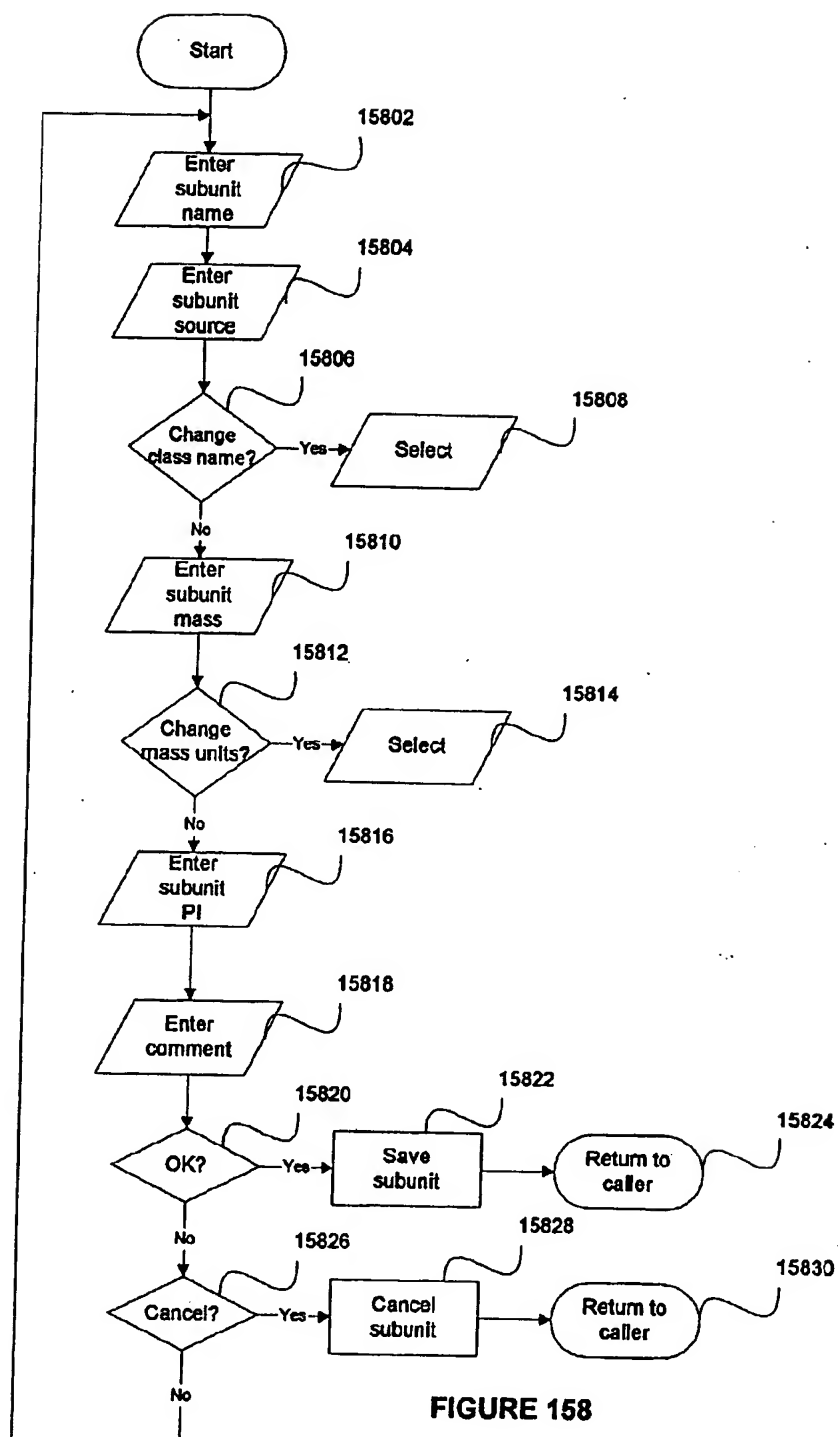 Start
15802
Enter
subunit
name
15804
Enter
subunit
source
15806
Change
class name?
Yes
15808
Select
No
15810
Enter
subunit
mass
15812
Change
mass units?
Yes
15814
Select
No
15816
Enter
subunit
PI
15818
Enter
comment
15820
OK?
Yes
15822
Save
subunit
15824
Return to
caller
No
15826
Cancel?
Yes
15828
Cancel
subunit
15830
Return to
caller
No
FIGURE 158